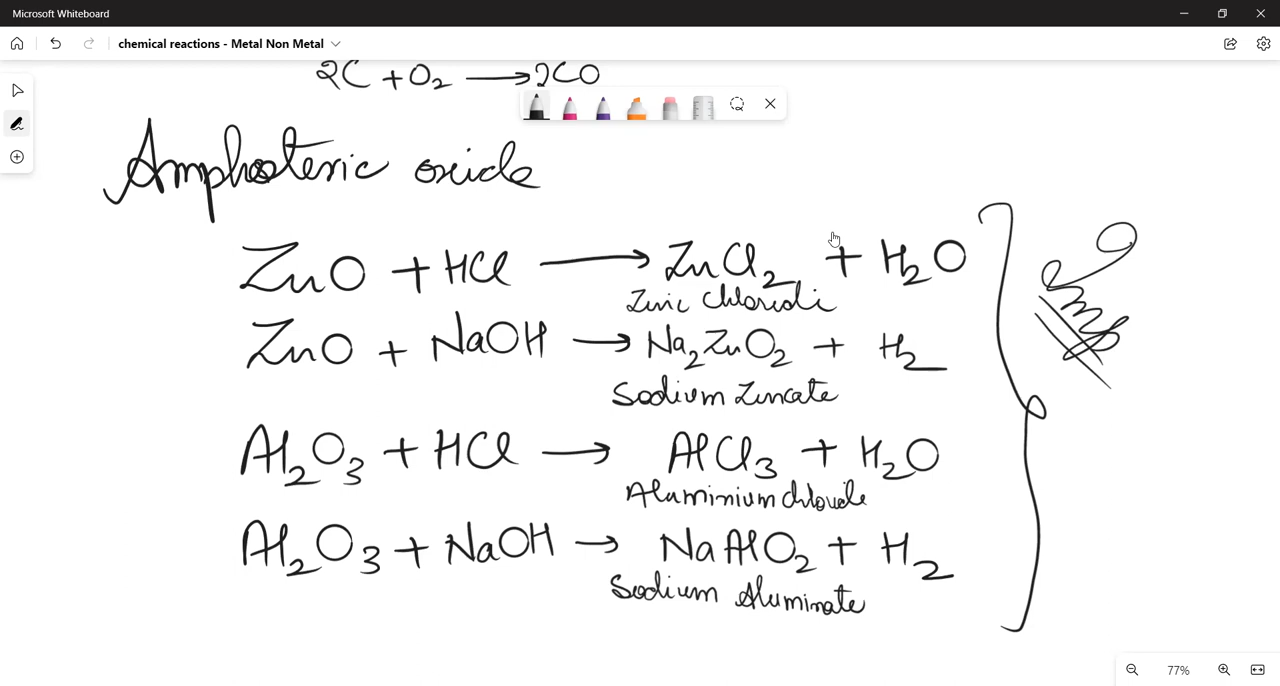 Microsoft Whiteboard
chemical reactions - Metal Non Metal
2C + O2 ⟶ 2CO
Amphoteric oxide
ZnO + HCl ⟶ ZnCl2 + H2O
Zinc chloride
ZnO + NaOH → Na2ZnO2 + H2
Sodium Zincate
Al2O3 + HCl → AlCl3 + H2O
Aluminium chloride
Al2O3 + NaOH → NaAlO2 + H2
Sodium Aluminate
77%